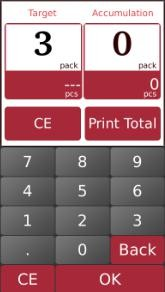 Target Accumulation
3 0
pack pack
--- 0
pcs pcs
CE Print Total
7 8 9
4 5 6
1 2 3
. 0 Back
CE OK